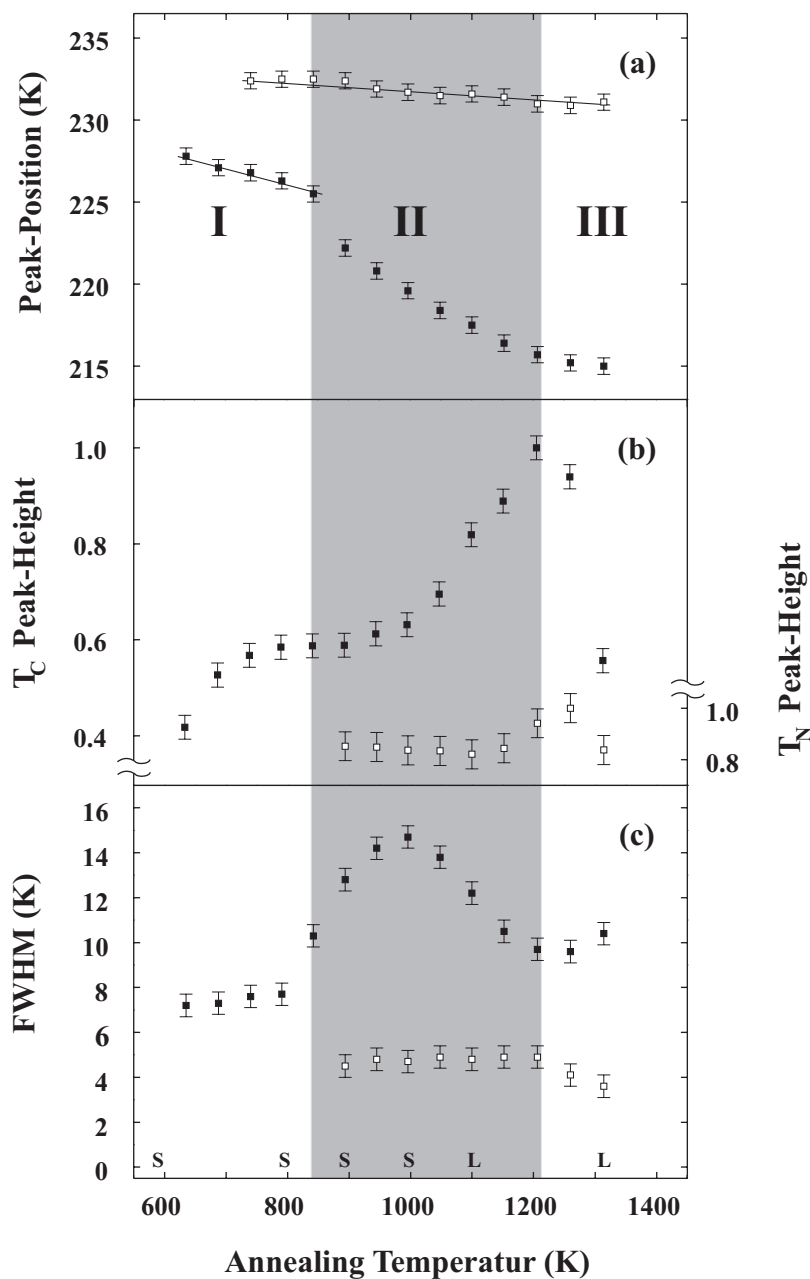 235
(a)
230
Peak-Position (K)
225
I II III
220
215
1.0
(b)
0.8
T_C Peak-Height
0.6
T_N Peak-Height
1.0
0.4
0.8
16
(c)
14
12
10
FWHM (K)
8
6
4
2
S S S S L L
0
600 800 1000 1200 1400
Annealing Temperatur (K)